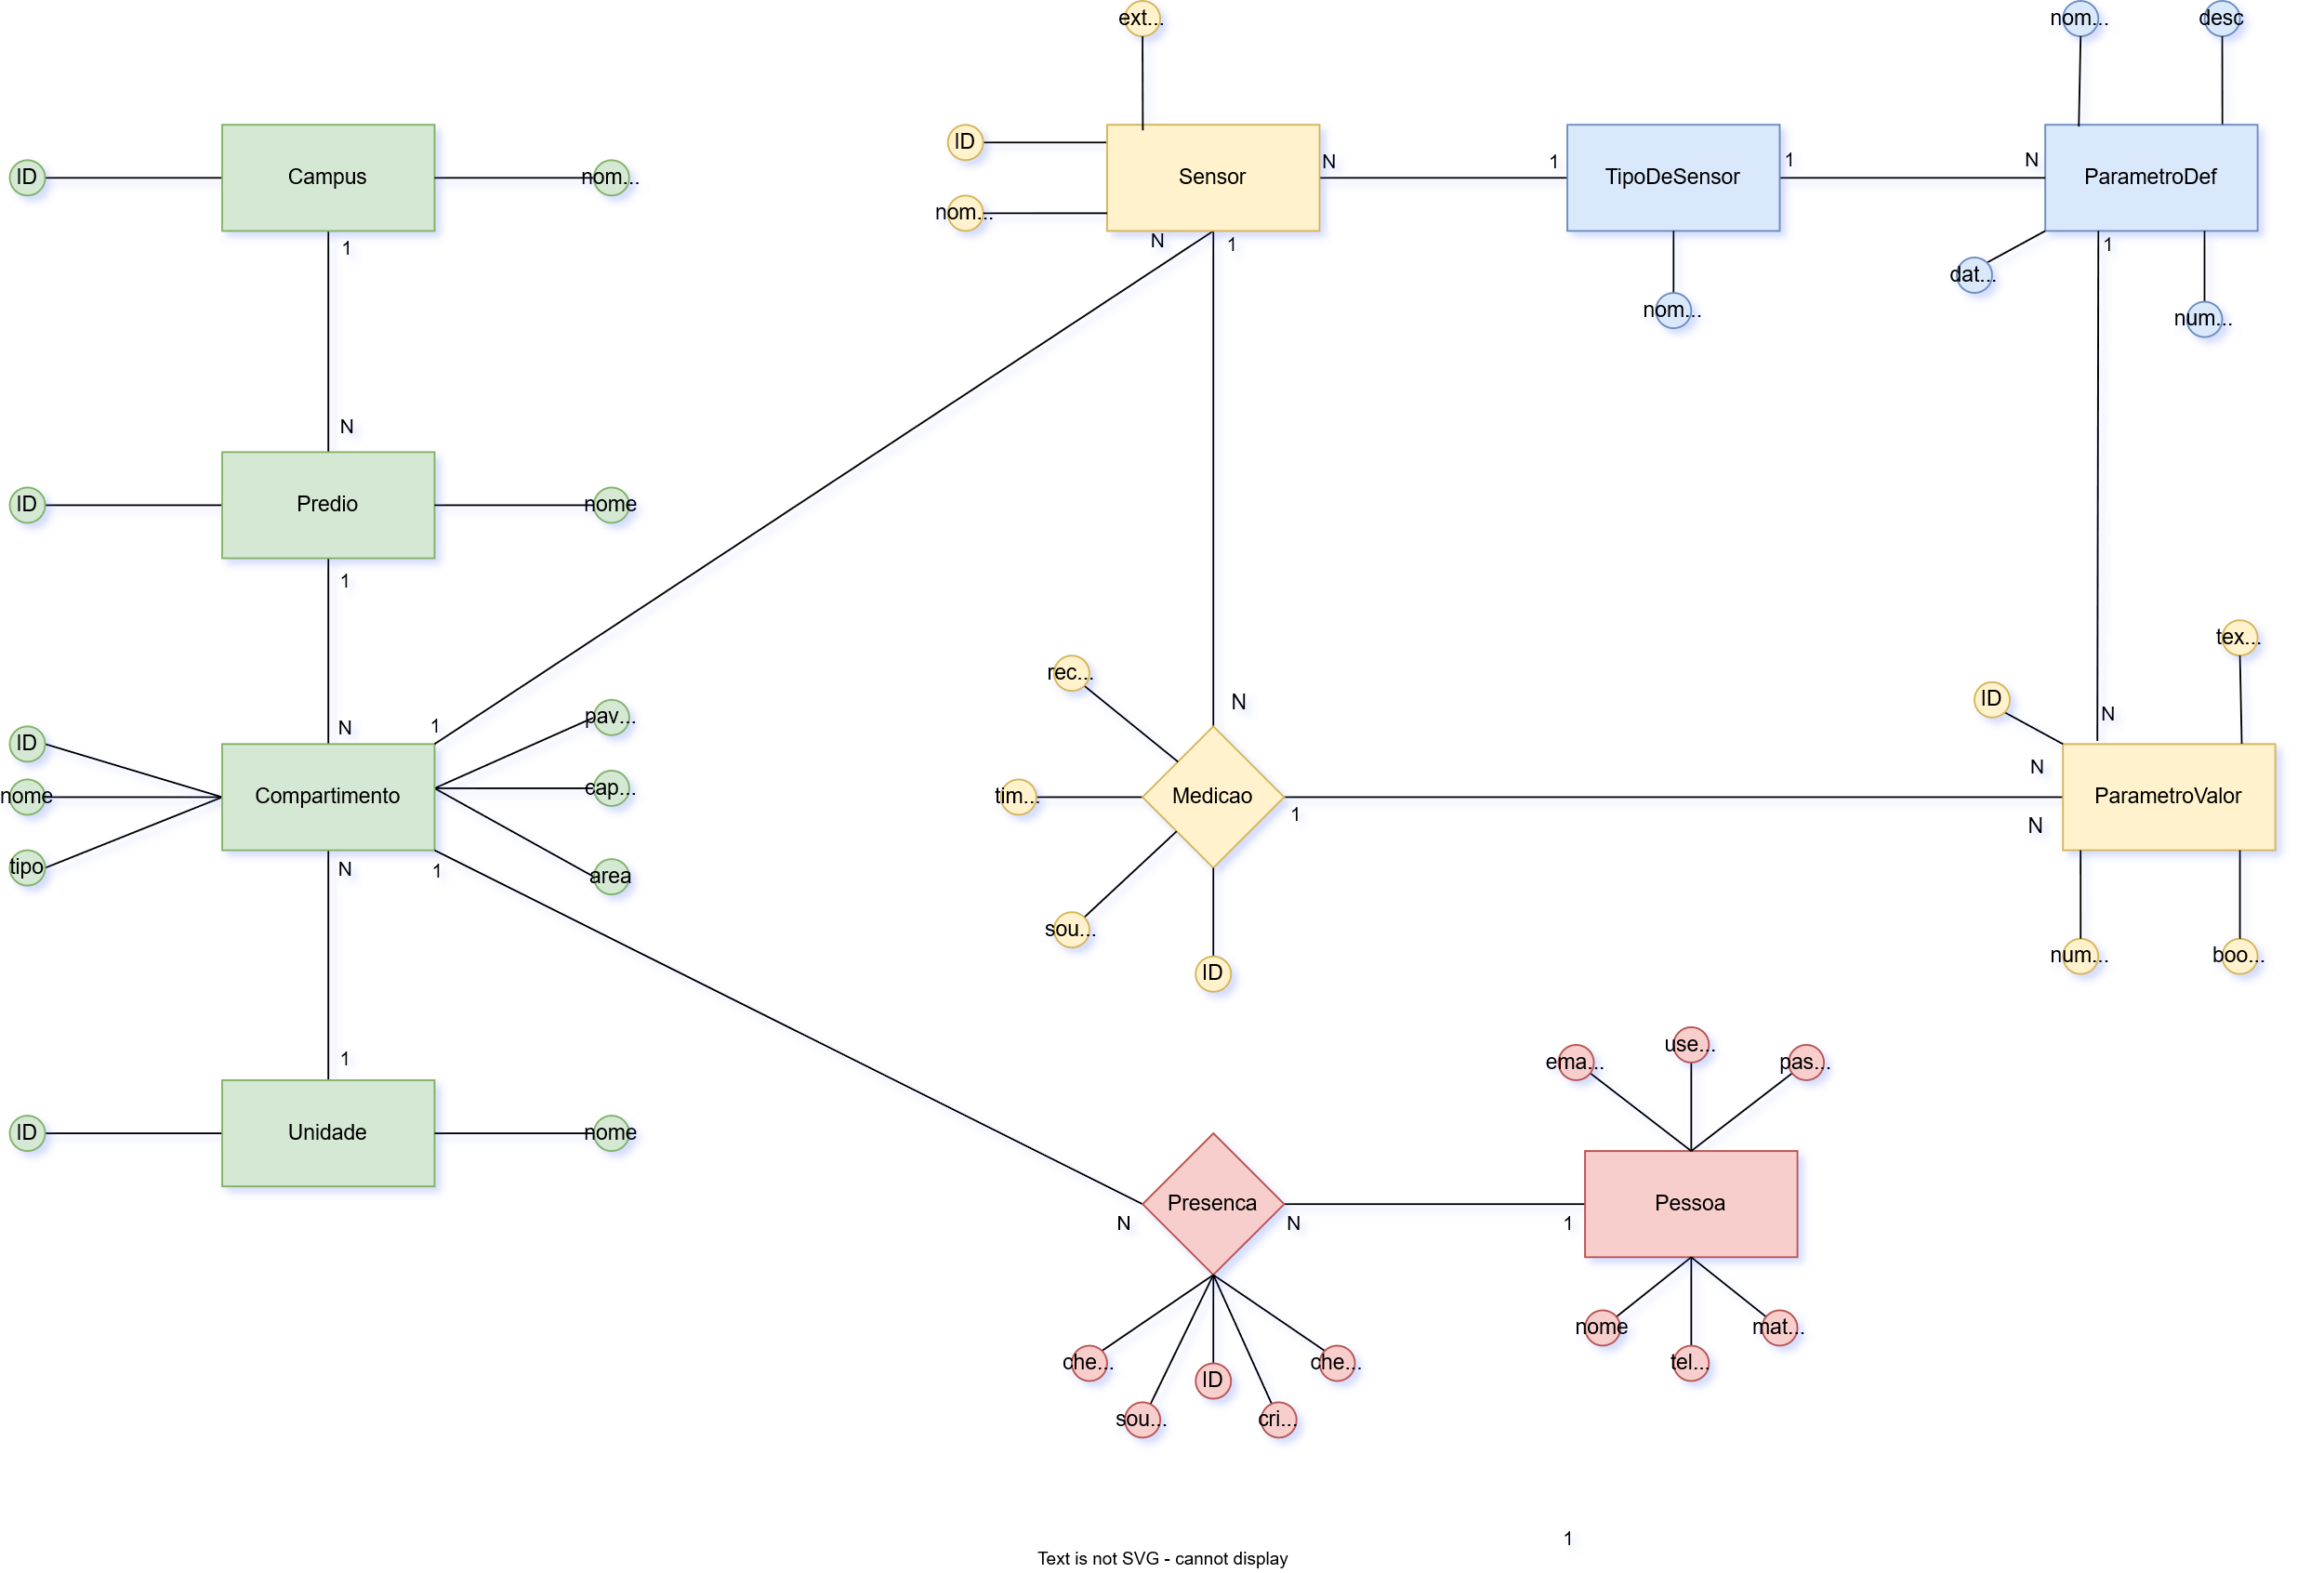 ext...
nom...
desc
ID
Campus
nom...
ID
nom...
Sensor
N
1
TipoDeSensor
1
N
ParametroDef
1
N
1
dat...
1
nom...
num...
N
ID
Predio
nome
1
rec...
tex...
ID
N
N
N
1
pav...
ID
nome
tipo
Compartimento
cap...
area
tim...
Medicao
1
N
N
ParametroValor
N
1
sou...
ID
num...
boo...
1
ema...
use...
pas...
ID
Unidade
nome
Presenca
N
N
1
Pessoa
che...
sou...
ID
cri...
che...
nome
tel...
mat...
1
Text is not SVG - cannot display